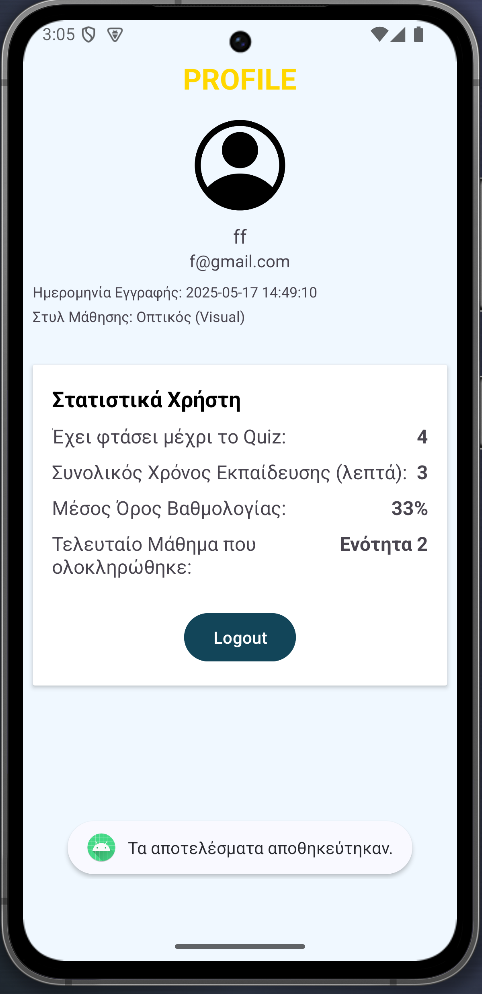 3:05
PROFILE
ff
f@gmail.com
Ημερομηνία Εγγραφής: 2025-05-17 14:49:10
Στυλ Μάθησης: Οπτικός (Visual)
Στατιστικά Χρήστη
Έχει φτάσει μέχρι το Quiz: 4
Συνολικός Χρόνος Εκπαίδευσης (λεπτά): 3
Μέσος Όρος Βαθμολογίας: 33%
Τελευταίο Μάθημα που Ενότητα 2
ολοκληρώθηκε:
Logout
Τα αποτελέσματα αποθηκεύτηκαν.